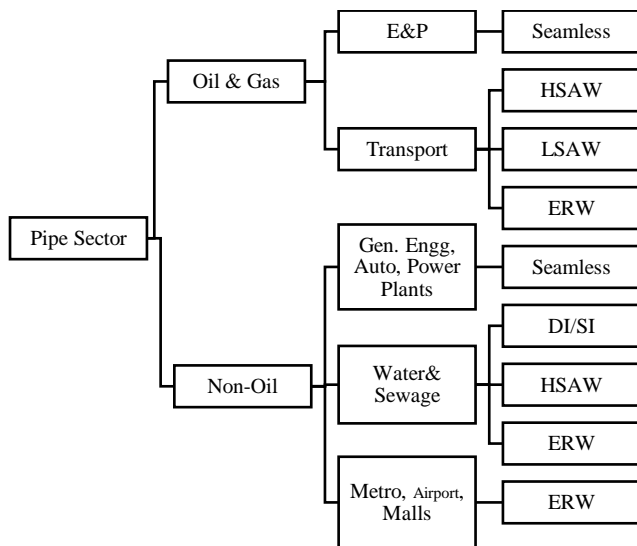 Pipe Sector
Oil & Gas
E&P
Seamless
Transport
HSAW
LSAW
ERW
Non-Oil
Gen. Engg,
Auto, Power
Plants
Seamless
Water&
Sewage
DI/SI
HSAW
ERW
Metro, Airport,
Malls
ERW